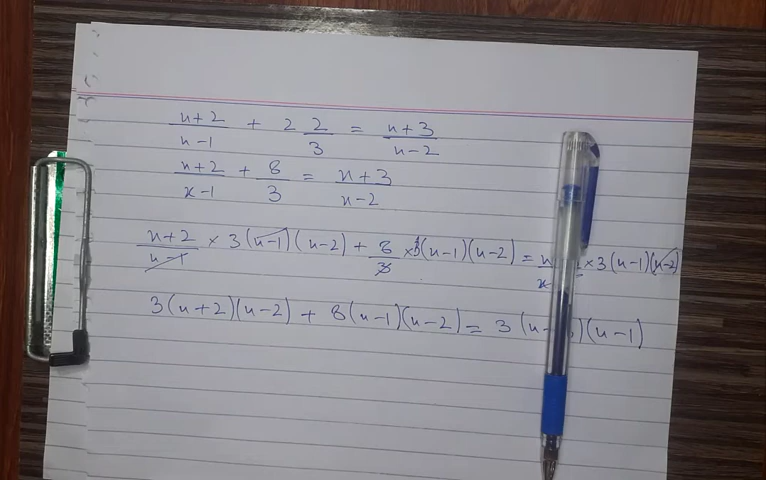 x+2/x-1 + 2 2/3 = x+3/x-2
x+2/x-1 + 8/3 = x+3/x-2
x+2/x-1 × 3(x-1)(x-2) + 8/3 × 3(x-1)(x-2) = × 3(x-1)(x-2)
3(x+2)(x-2) + 8(x-1)(x-2) = 3(x )(x-1)